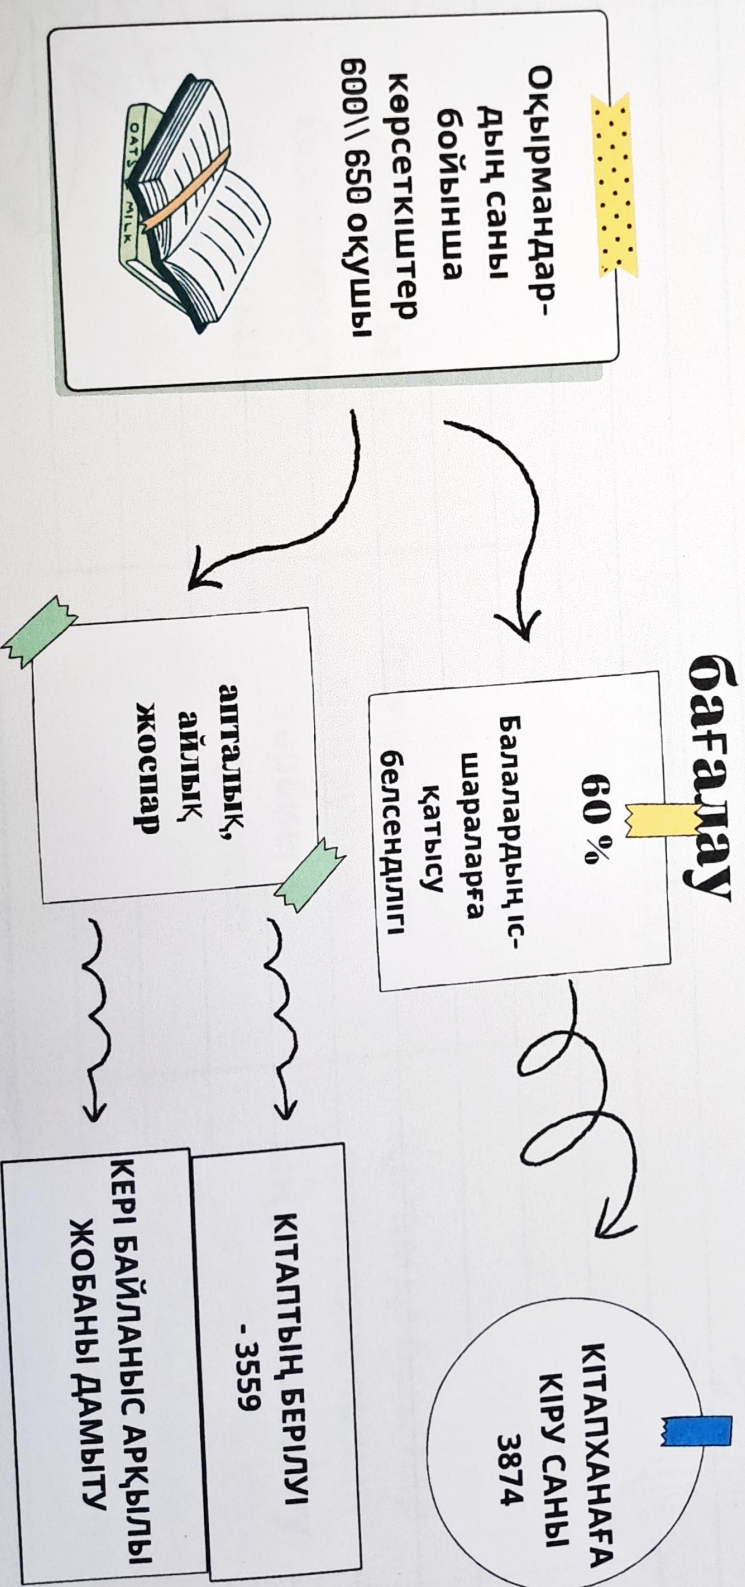 бағалау
Оқырмандар-
дың саны
бойынша
көрсеткіштер
600\\ 650 оқушы
OATS MILK
60 %
Балалардың іс-
шараларға
қатысу
белсенділігі
КІТАПХАНАҒА
КІРУ САНЫ
3874
апталық,
айлық
жоспар
КІТАПТЫҢ БЕРІЛУІ
- 3559
КЕРІ БАЙЛАНЫС АРҚЫЛЫ
ЖОБАНЫ ДАМЫТУ